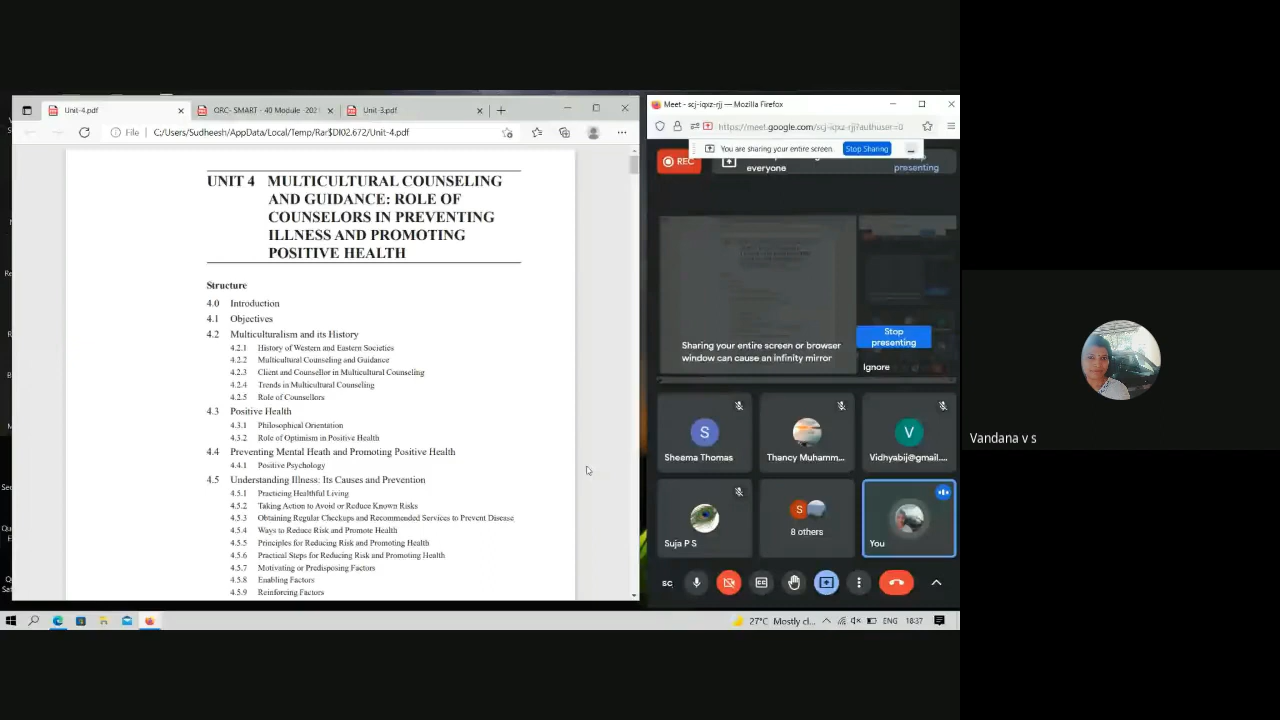 Unit-4.pdf
ORC- SMART - 40 Module -202
Unit-3.pdf
File
C:/Users/Sudheesh/AppData/Local/Temp/Rar$DI02.672/Unit-4.pdf
UNIT 4 MULTICULTURAL COUNSELING
AND GUIDANCE: ROLE OF
COUNSELORS IN PREVENTING
ILLNESS AND PROMOTING
POSITIVE HEALTH
Structure
4.0 Introduction
4.1 Objectives
4.2 Multiculturalism and its History
4.2.1 History of Western and Eastern Societies
4.2.2 Multicultural Counseling and Guidance
4.2.3 Client and Counsellor in Multicultural Counseling
4.2.4 Trends in Multicultural Counseling
4.2.5 Role of Counsellors
4.3 Positive Health
4.3.1 Philosophical Orientation
4.3.2 Role of Optimism in Positive Health
4.4 Preventing Mental Heath and Promoting Positive Health
4.4.1 Positive Psychology
4.5 Understanding Illness: Its Causes and Prevention
4.5.1 Practicing Healthful Living
4.5.2 Taking Action to Avoid or Reduce Known Risks
4.5.3 Obtaining Regular Checkups and Recommended Services to Prevent Disease
4.5.4 Ways to Reduce Risk and Promote Health
4.5.5 Principles for Reducing Risk and Promoting Health
4.5.6 Practical Steps for Reducing Risk and Promoting Health
4.5.7 Motivating or Predisposing Factors
4.5.8 Enabling Factors
4.5.9 Reinforcing Factors
Meet - scj-iqxz-rjj — Mozilla Firefox
https://meet.google.com/scj-iqxz-rjj?authuser=0
You are sharing your entire screen.
Stop Sharing
REC
everyone
presenting
Sharing your entire screen or browser
window can cause an infinity mirror
Stop
presenting
Ignore
S
Sheema Thomas
Thancy Muhamm...
V
Vidhyabij@gmail....
Suja P S
S
8 others
You
sc
27°C Mostly cl...
ENG
18:37
Vandana v s